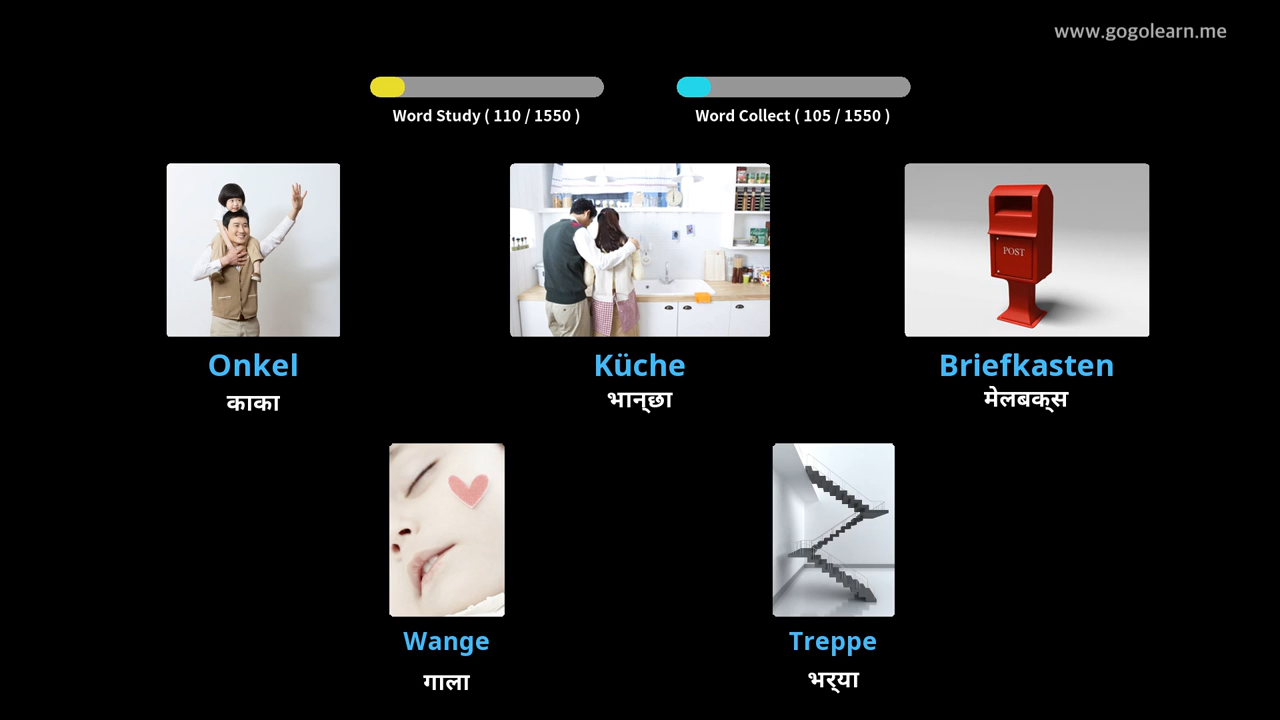 www.gogolearn.me
Word Study ( 110 / 1550 )
Word Collect ( 105 / 1550 )
Onkel
काका
Küche
भान्छा
POST
Briefkasten
मेलबक्स
Wange
गाला
Treppe
भर्‍या